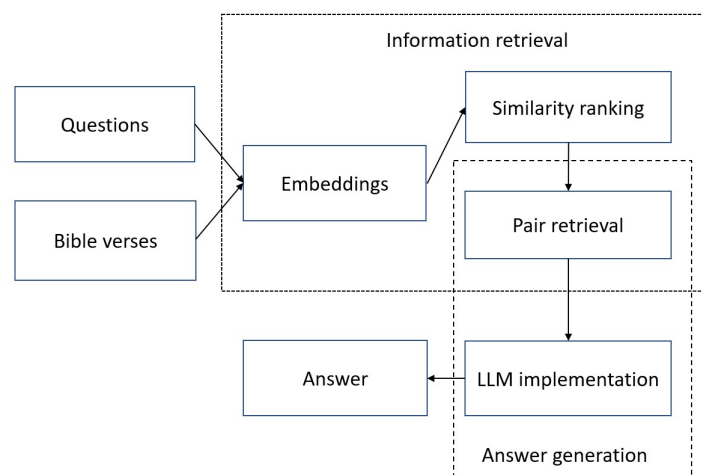 Information retrieval
Similarity ranking
Questions
Embeddings
Pair retrieval
Bible verses
Answer
LLM implementation
Answer generation